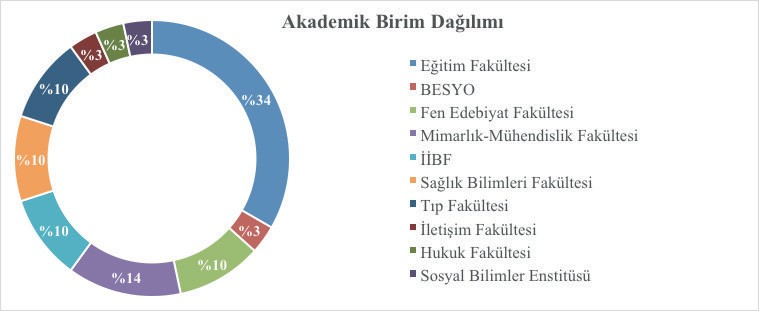 Akademik Birim Dağılımı
%34
%3
%10
%14
%10
%10
%10
%3
%3
%3
Eğitim Fakültesi
BESYO
Fen Edebiyat Fakültesi
Mimarlık-Mühendislik Fakültesi
İİBF
Sağlık Bilimleri Fakültesi
Tıp Fakültesi
İletişim Fakültesi
Hukuk Fakültesi
Sosyal Bilimler Enstitüsü